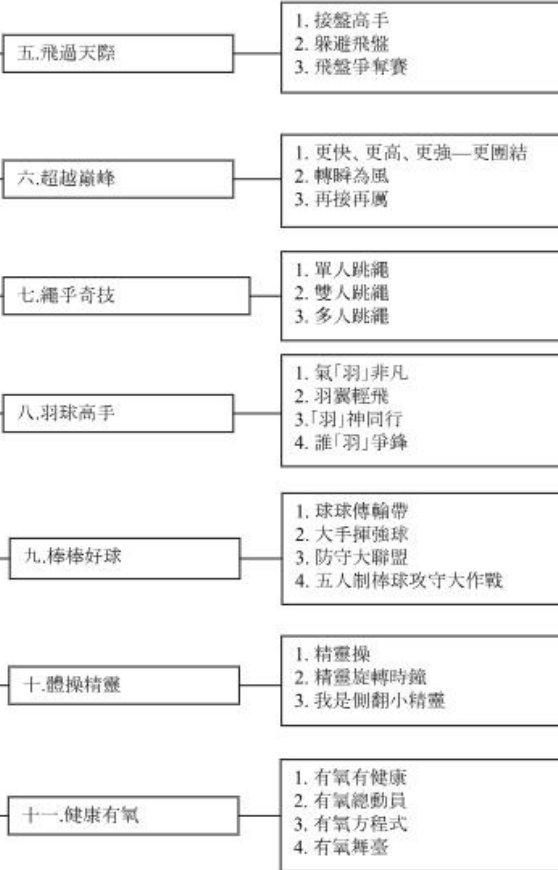 五.飛過天際
1. 接盤高手
2. 躲避飛盤
3. 飛盤爭奪賽
六.超越巔峰
1. 更快、更高、更強—更團結
2. 轉瞬為風
3. 再接再厲
七.繩乎奇技
1. 單人跳繩
2. 雙人跳繩
3. 多人跳繩
八.羽球高手
1. 氣「羽」非凡
2. 羽翼輕飛
3.「羽」神同行
4. 誰「羽」爭鋒
九.棒棒好球
1. 球球傳輸帶
2. 大手揮強球
3. 防守大聯盟
4. 五人制棒球攻守大作戰
十.體操精靈
1. 精靈操
2. 精靈旋轉時鐘
3. 我是側翻小精靈
十一.健康有氧
1. 有氧有健康
2. 有氧總動員
3. 有氧方程式
4. 有氧舞臺